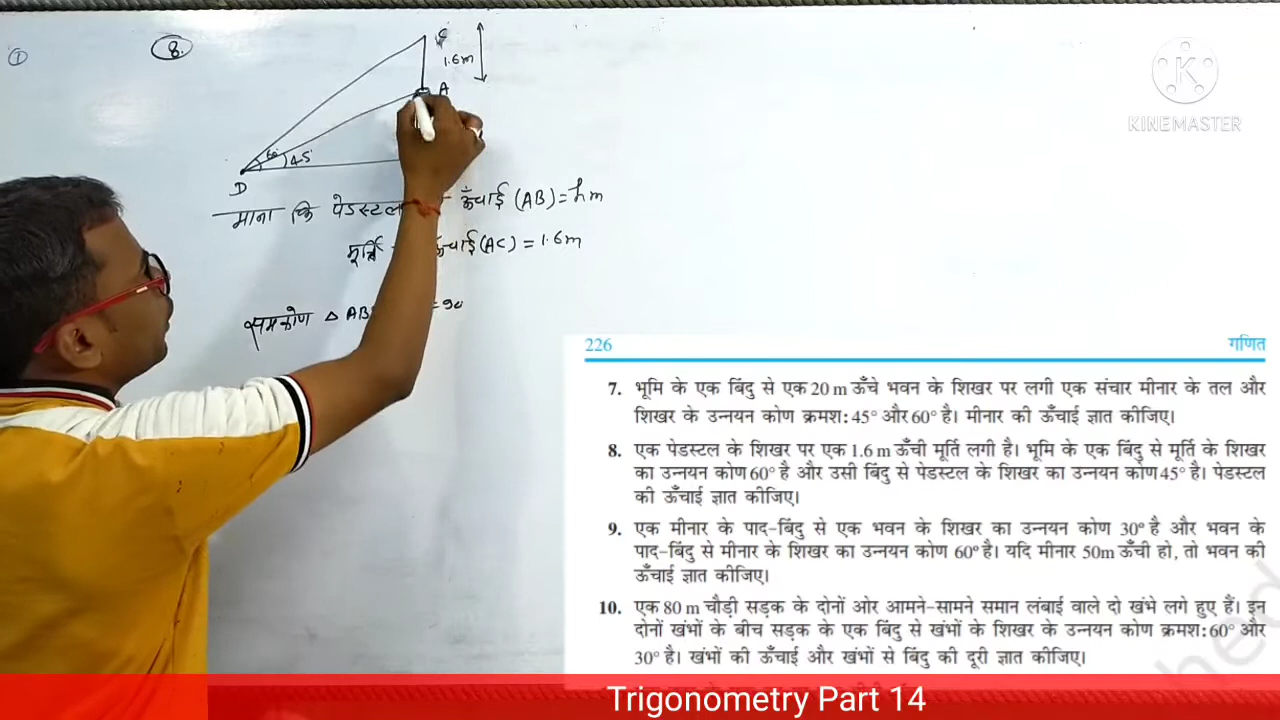 ①
8.
C
1.6m
A
60°
45°
D
माना कि पेडस्टल ऊँचाई (AB) = h m
मूर्ति ऊँचाई (AC) = 1.6m
समकोण △ AB = 90
KINEMASTER
226 गणित
7. भूमि के एक बिंदु से एक 20 m ऊँचे भवन के शिखर पर लगी एक संचार मीनार के तल और
शिखर के उन्नयन कोण क्रमश: 45° और 60° है। मीनार की ऊँचाई ज्ञात कीजिए।
8. एक पेडस्टल के शिखर पर एक 1.6 m ऊँची मूर्ति लगी है। भूमि के एक बिंदु से मूर्ति के शिखर
का उन्नयन कोण 60° है और उसी बिंदु से पेडस्टल के शिखर का उन्नयन कोण 45° है। पेडस्टल
की ऊँचाई ज्ञात कीजिए।
9. एक मीनार के पाद-बिंदु से एक भवन के शिखर का उन्नयन कोण 30° है और भवन के
पाद-बिंदु से मीनार के शिखर का उन्नयन कोण 60° है। यदि मीनार 50m ऊँची हो, तो भवन की
ऊँचाई ज्ञात कीजिए।
10. एक 80 m चौड़ी सड़क के दोनों ओर आमने-सामने समान लंबाई वाले दो खंभे लगे हुए हैं। इन
दोनों खंभों के बीच सड़क के एक बिंदु से खंभों के शिखर के उन्नयन कोण क्रमश: 60° और
30° है। खंभों की ऊँचाई और खंभों से बिंदु की दूरी ज्ञात कीजिए।
Trigonometry Part 14